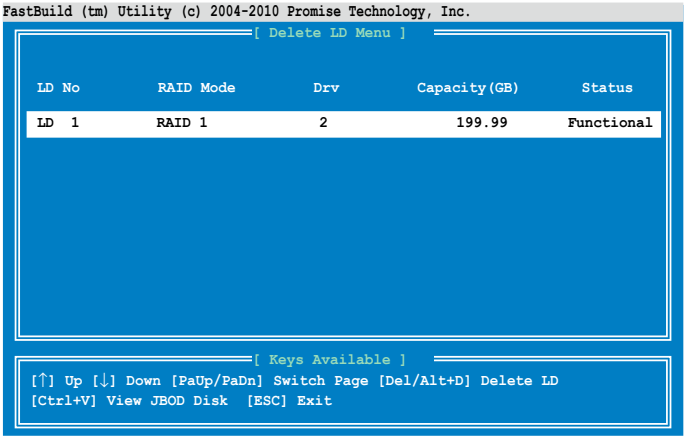 FastBuild (tm) Utility (c) 2004-2010 Promise Technology, Inc.
[ Delete LD Menu ]
LD No RAID Mode Drv Capacity(GB) Status
LD 1 RAID 1 2 199.99 Functional
[ Keys Available ]
[↑] Up [↓] Down [PaUp/PaDn] Switch Page [Del/Alt+D] Delete LD
[Ctrl+V] View JBOD Disk [ESC] Exit